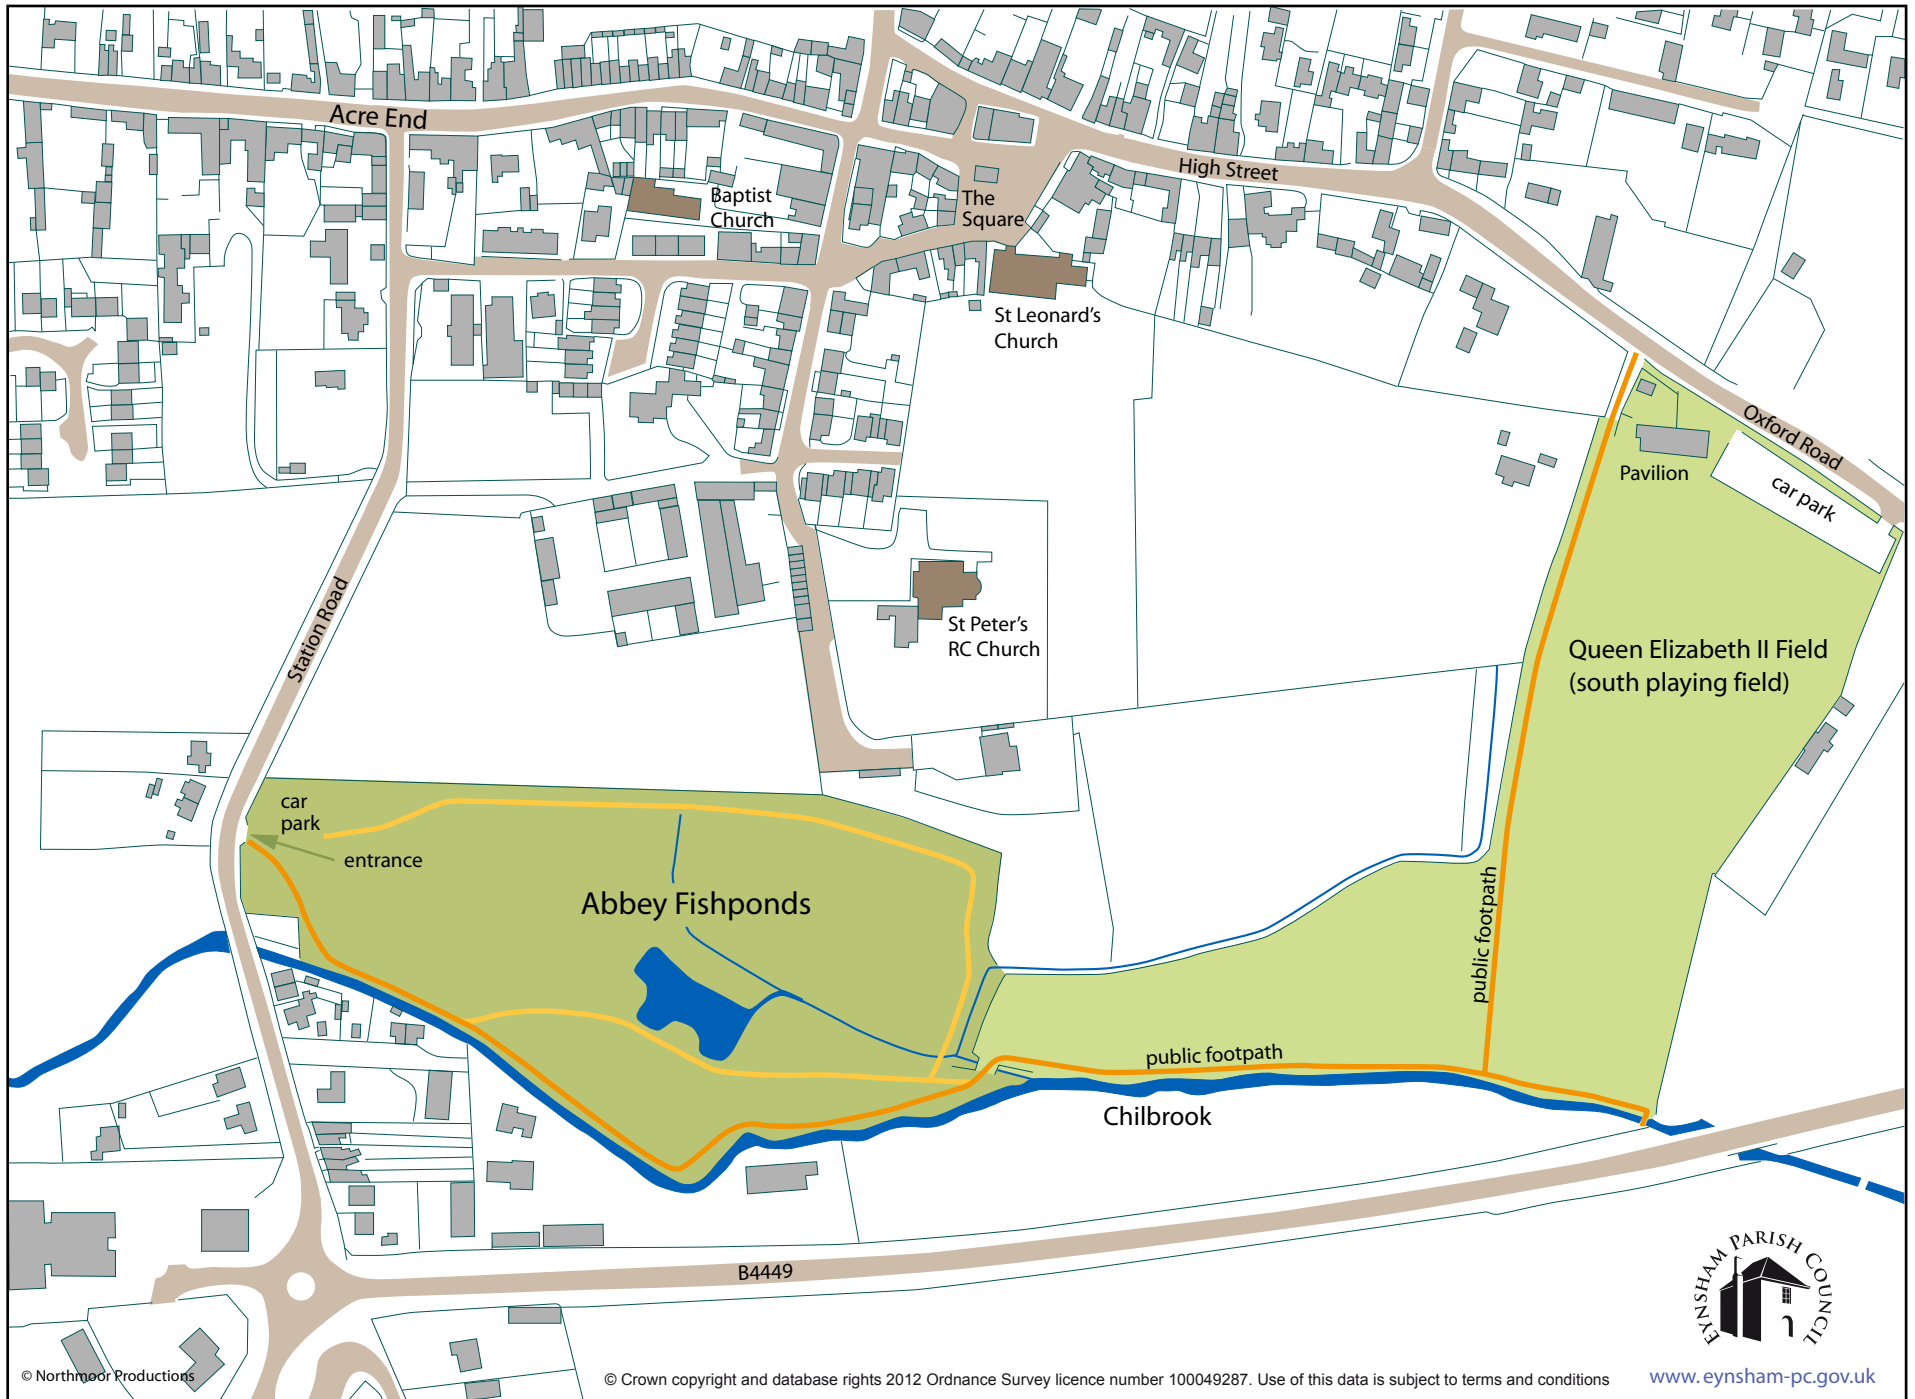 Acre End
High Street
Baptist
Church
The
Square
St Leonard's
Church
Oxford Road
Pavilion
car park
Station Road
St Peter's
RC Church
Queen Elizabeth II Field
(south playing field)
car
park
entrance
Abbey Fishponds
public footpath
public footpath
Chilbrook
B4449
EYNSHAM PARISH COUNCIL
© Northmoor Productions
© Crown copyright and database rights 2012 Ordnance Survey licence number 100049287. Use of this data is subject to terms and conditions
www.eynsham-pc.gov.uk